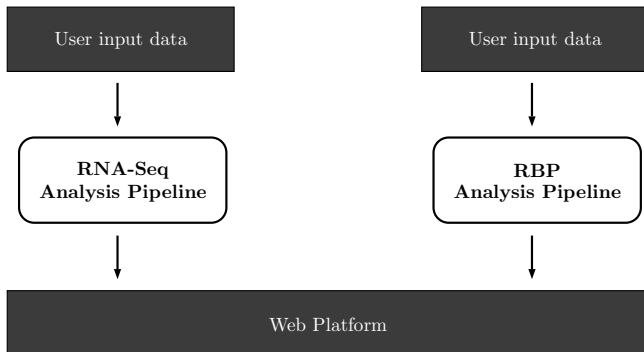 User input data
User input data
RNA-Seq
Analysis Pipeline
RBP
Analysis Pipeline
Web Platform